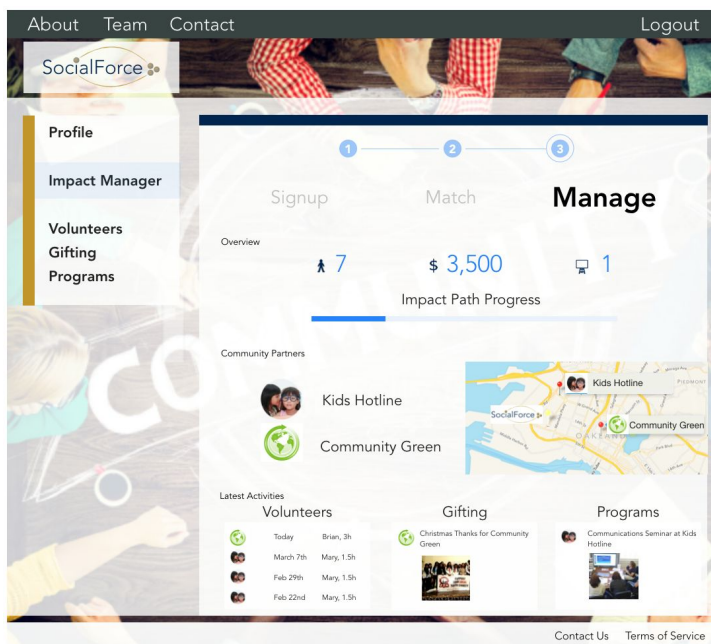 About Team Contact Logout
SocialForce
Profile
Impact Manager
Volunteers
Gifting
Programs
1 2 3
Signup Match Manage
Overview
7 $ 3,500 1
Impact Path Progress
COMMUNITY
Community Partners
Kids Hotline
Community Green
Kids Hotline
PIEDMONT
SocialForce
Community Green
OAKLAND
Latest Activities
Volunteers
Today Brian, 3h
March 7th Mary, 1.5h
Feb 29th Mary, 1.5h
Feb 22nd Mary, 1.5h
Gifting
Christmas Thanks for Community
Green
Programs
Communications Seminar at Kids
Hotline
Contact Us Terms of Service